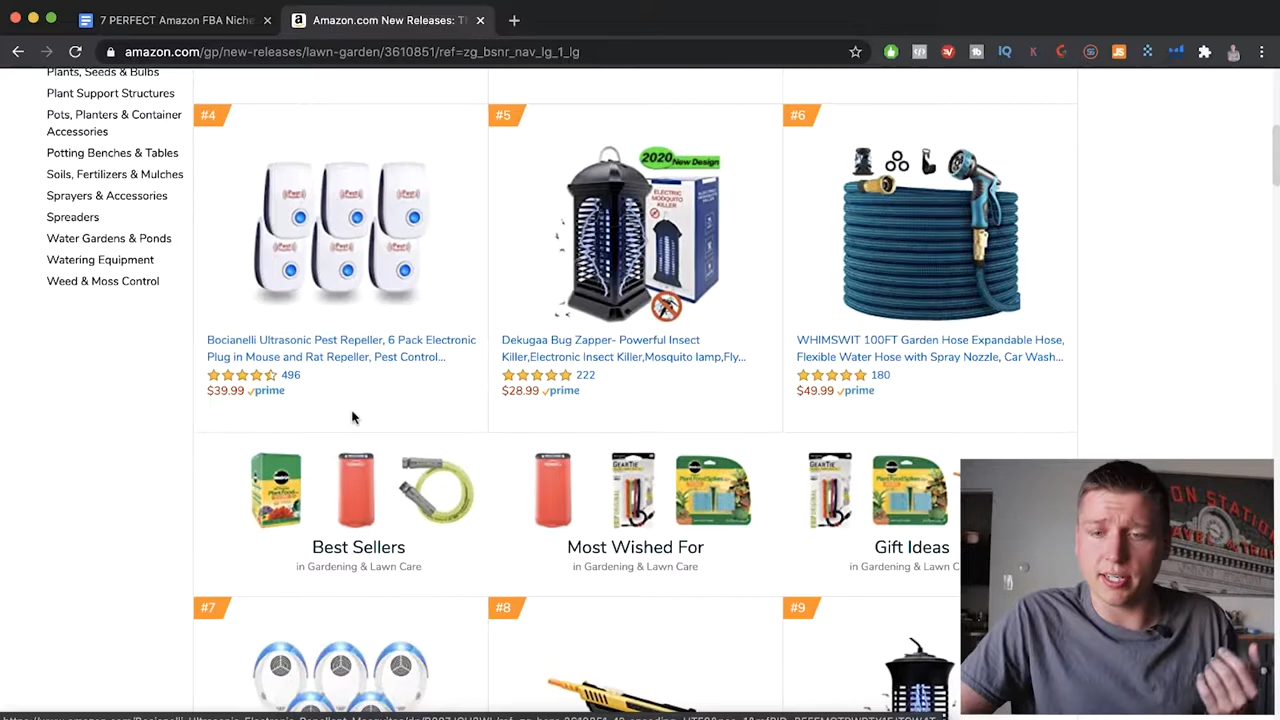 7 PERFECT Amazon FBA Niche
Amazon.com New Releases: T
amazon.com/gp/new-releases/lawn-garden/3610851/ref=zg_bsnr_nav_lg_1_lg
Plants, Seeds & Bulbs
Plant Support Structures
Pots, Planters & Container
Accessories
Potting Benches & Tables
Soils, Fertilizers & Mulches
Sprayers & Accessories
Spreaders
Water Gardens & Ponds
Watering Equipment
Weed & Moss Control
#4
Bocianelli Ultrasonic Pest Repeller, 6 Pack Electronic
Plug in Mouse and Rat Repeller, Pest Control...
496
$39.99 prime
#5
2020 New Design
ELECTRIC
MOSQUITO
KILLER
Dekugaa Bug Zapper- Powerful Insect
Killer,Electronic Insect Killer,Mosquito lamp,Fly...
222
$28.99 prime
#6
WHIMSWIT 100FT Garden Hose Expandable Hose,
Flexible Water Hose with Spray Nozzle, Car Wash...
180
$49.99 prime
Best Sellers
in Gardening & Lawn Care
GEARTIE
Most Wished For
in Gardening & Lawn Care
Gift Ideas
in Gardening & Lawn C
#7
#8
#9
ON STATION